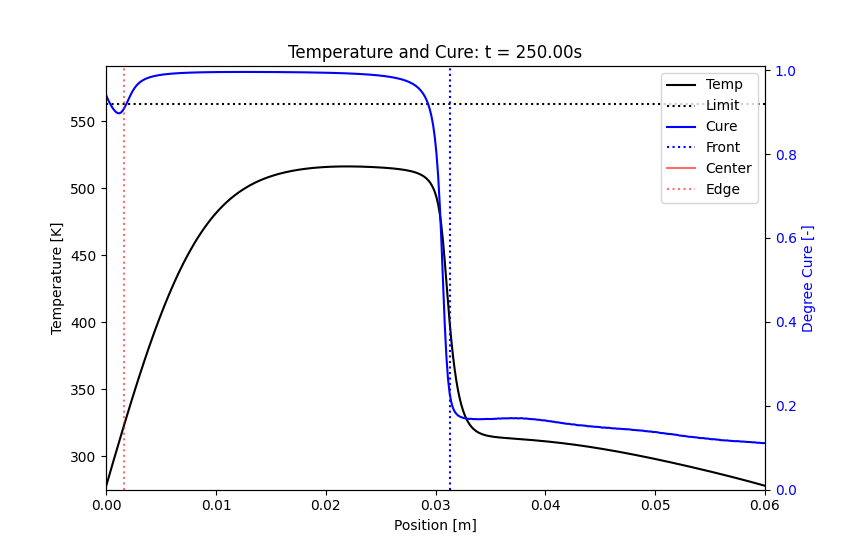 Temperature and Cure: t = 250.00s
Temp
Limit
Cure
Front
Center
Edge
550
500
450
400
350
300
Temperature [K]
1.0
0.8
0.6
0.4
0.2
0.0
Degree Cure [-]
0.00 0.01 0.02 0.03 0.04 0.05 0.06
Position [m]